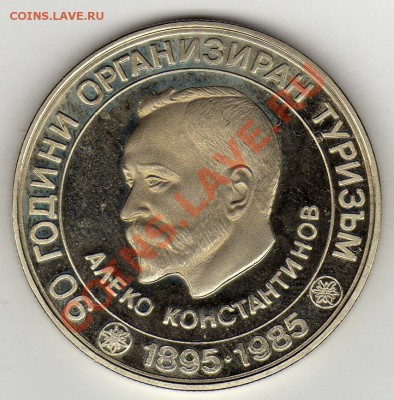 COINS.LAVE.RU
90 ГОДИНИ ОРГАНИЗИРАН ТУРИЗЪМ
АЛЕКО КОНСТАНТИНОВ
1895·1985
COINS.LAVE.RU